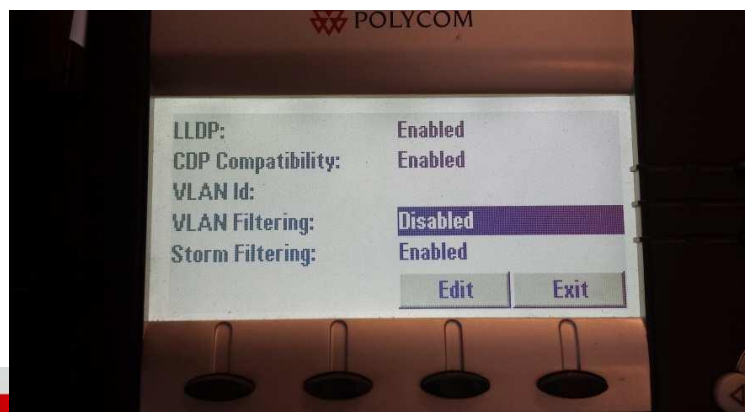 POLYCOM
LLDP: Enabled
CDP Compatibility: Enabled
VLAN Id:
VLAN Filtering: Disabled
Storm Filtering: Enabled
Edit Exit